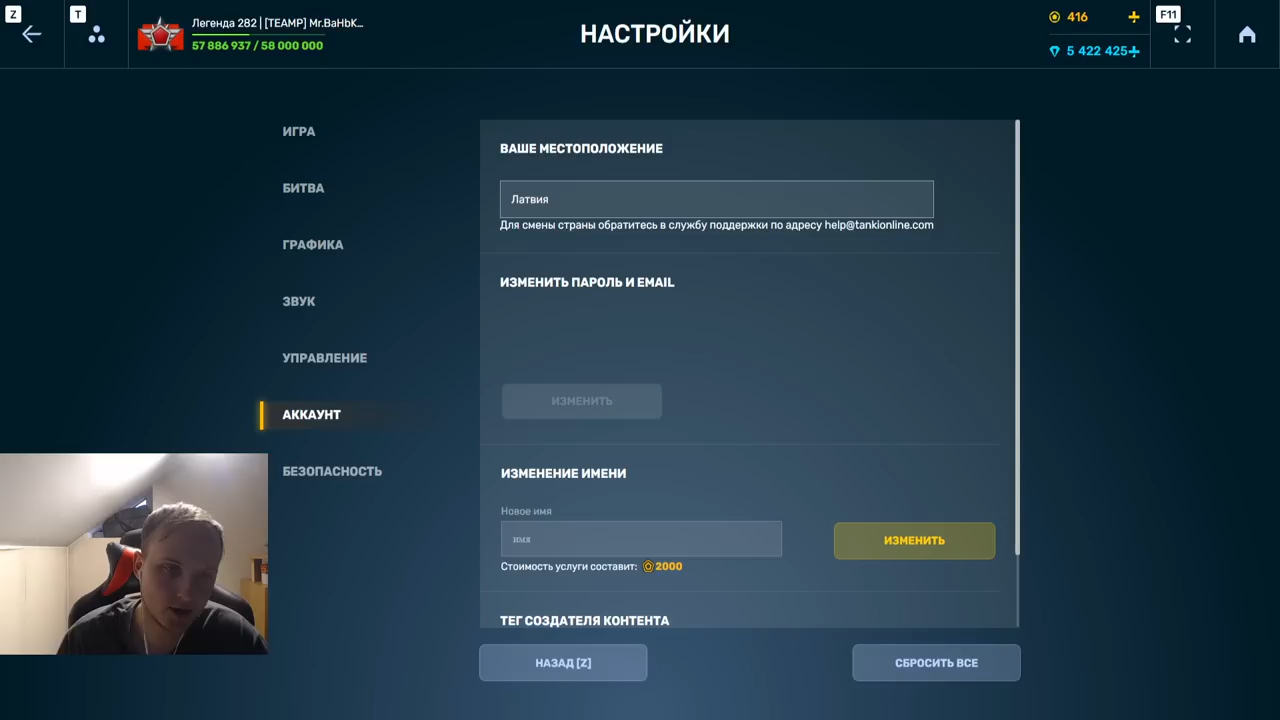 Z
T
Легенда 282 | [TEAMP] Mr.BaHbK...
57 886 937 / 58 000 000
НАСТРОЙКИ
416
5 422 425
F11
ИГРА
БИТВА
ГРАФИКА
ЗВУК
УПРАВЛЕНИЕ
АККАУНТ
БЕЗОПАСНОСТЬ
ВАШЕ МЕСТОПОЛОЖЕНИЕ
Латвия
Для смены страны обратитесь в службу поддержки по адресу help@tankionline.com
ИЗМЕНИТЬ ПАРОЛЬ И EMAIL
ИЗМЕНИТЬ
ИЗМЕНЕНИЕ ИМЕНИ
Новое имя
имя
ИЗМЕНИТЬ
Стоимость услуги составит: 2000
ТЕГ СОЗДАТЕЛЯ КОНТЕНТА
НАЗАД [Z]
СБРОСИТЬ ВСЕ